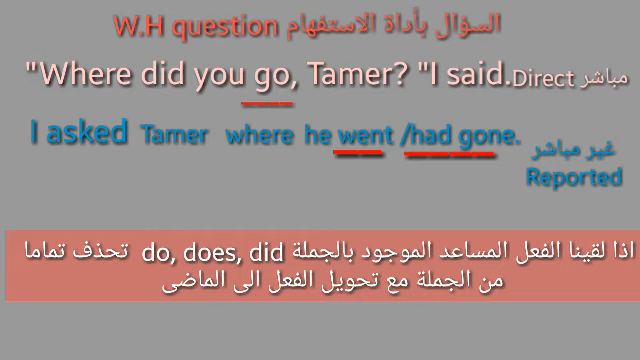 W.H question السؤال بأداة الاستفهام
"Where did you go, Tamer? "I said.Direct مباشر
I asked Tamer where he went /had gone. غير مباشر
Reported
اذا لقينا الفعل المساعد الموجود بالجملة do, does, did تحذف تماما
من الجملة مع تحويل الفعل الى الماضى